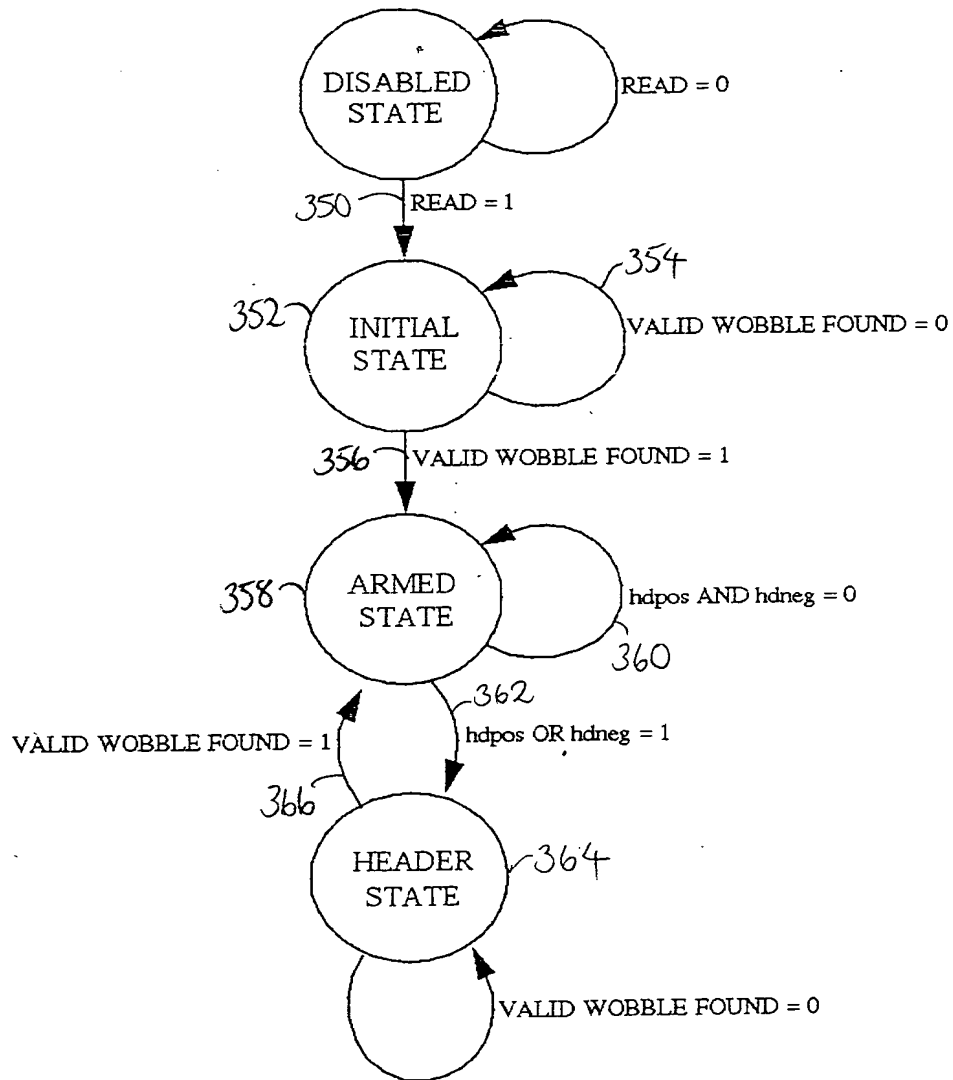 DISABLED
STATE
READ = 0
350
READ = 1
354
352
INITIAL
STATE
VALID WOBBLE FOUND = 0
356
VALID WOBBLE FOUND = 1
358
ARMED
STATE
hdpos AND hdneg = 0
360
362
VALID WOBBLE FOUND = 1
hdpos OR hdneg = 1
366
HEADER
STATE
364
VALID WOBBLE FOUND = 0